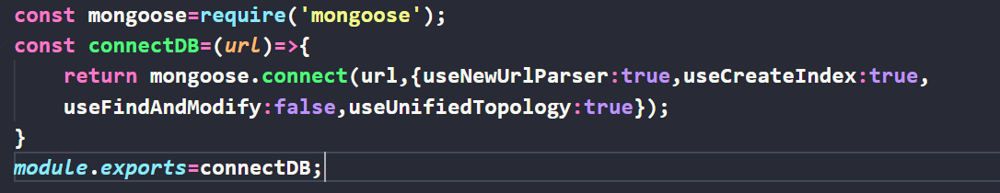 const mongoose=require('mongoose');
const connectDB=(url)=>{
    return mongoose.connect(url,{useNewUrlParser:true,useCreateIndex:true,
    useFindAndModify:false,useUnifiedTopology:true});
}
module.exports=connectDB;